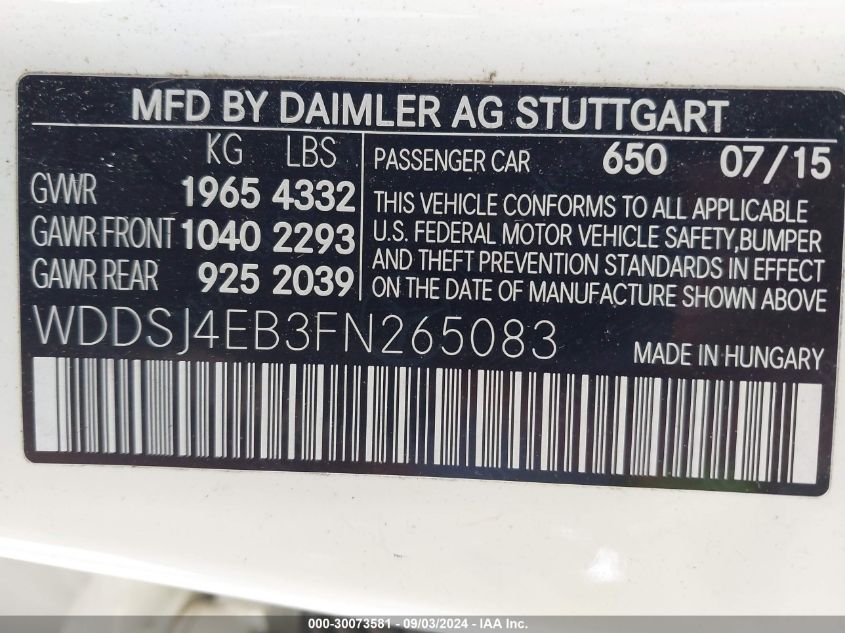 MFD BY DAIMLER AG STUTTGART
KG LBS
GVWR 1965 4332
GAWR FRONT 1040 2293
GAWR REAR 925 2039
PASSENGER CAR 650 07/15
THIS VEHICLE CONFORMS TO ALL APPLICABLE
U.S. FEDERAL MOTOR VEHICLE SAFETY,BUMPER
AND THEFT PREVENTION STANDARDS IN EFFECT
ON THE DATE OF MANUFACTURE SHOWN ABOVE
WDDSJ4EB3FN265083
MADE IN HUNGARY
000-30073581 - 09/03/2024 - IAA Inc.